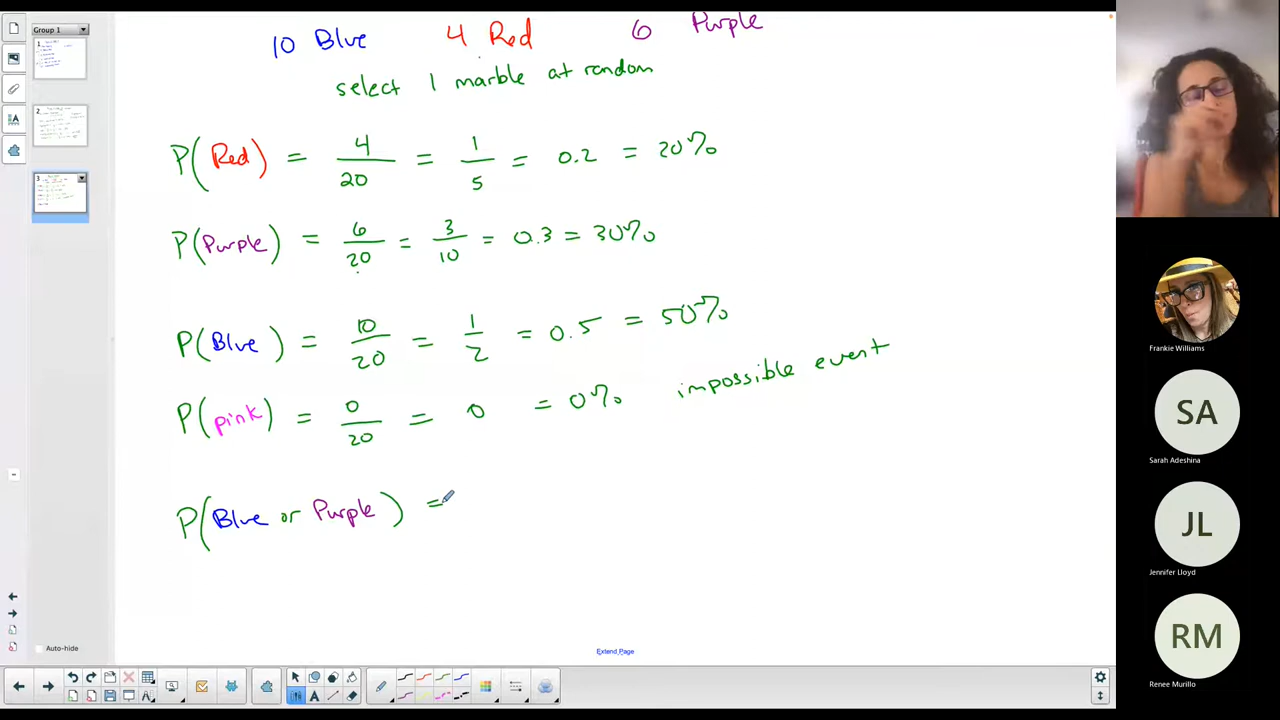 Group 1
1
2
3
10 Blue 4 Red 6 Purple
select 1 marble at random
P(Red) = 4/20 = 1/5 = 0.2 = 20%
P(Purple) = 6/20 = 3/10 = 0.3 = 30%
P(Blue) = 10/20 = 1/2 = 0.5 = 50%
P(pink) = 0/20 = 0 = 0% impossible event
P(Blue or Purple) =
Extend Page
Auto-hide
Frankie Williams
SA
Sarah Adeshina
JL
Jennifer Lloyd
RM
Renee Murillo